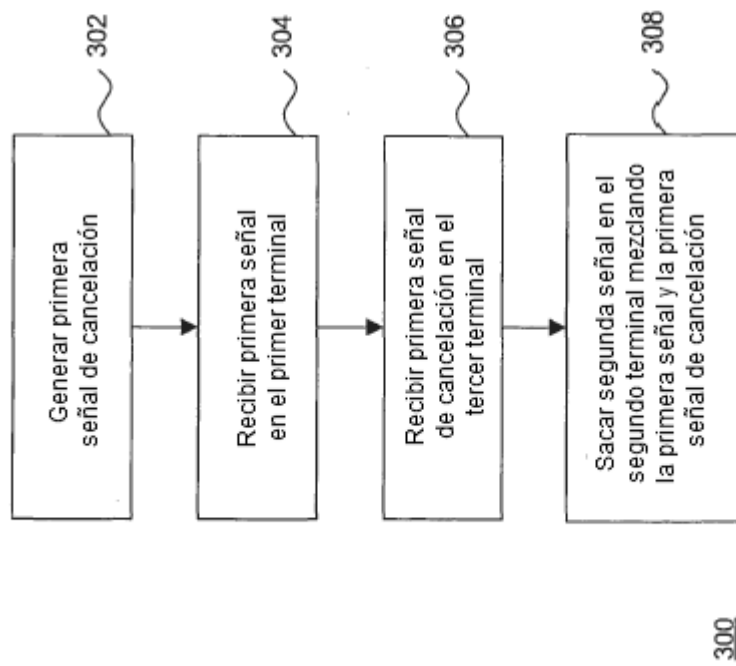 Generar primera
señal de cancelación
302
Recibir primera señal
en el primer terminal
304
Recibir primera señal
de cancelación en el
tercer terminal
306
Sacar segunda señal en el
segundo terminal mezclando
la primera señal y la primera
señal de cancelación
308
300